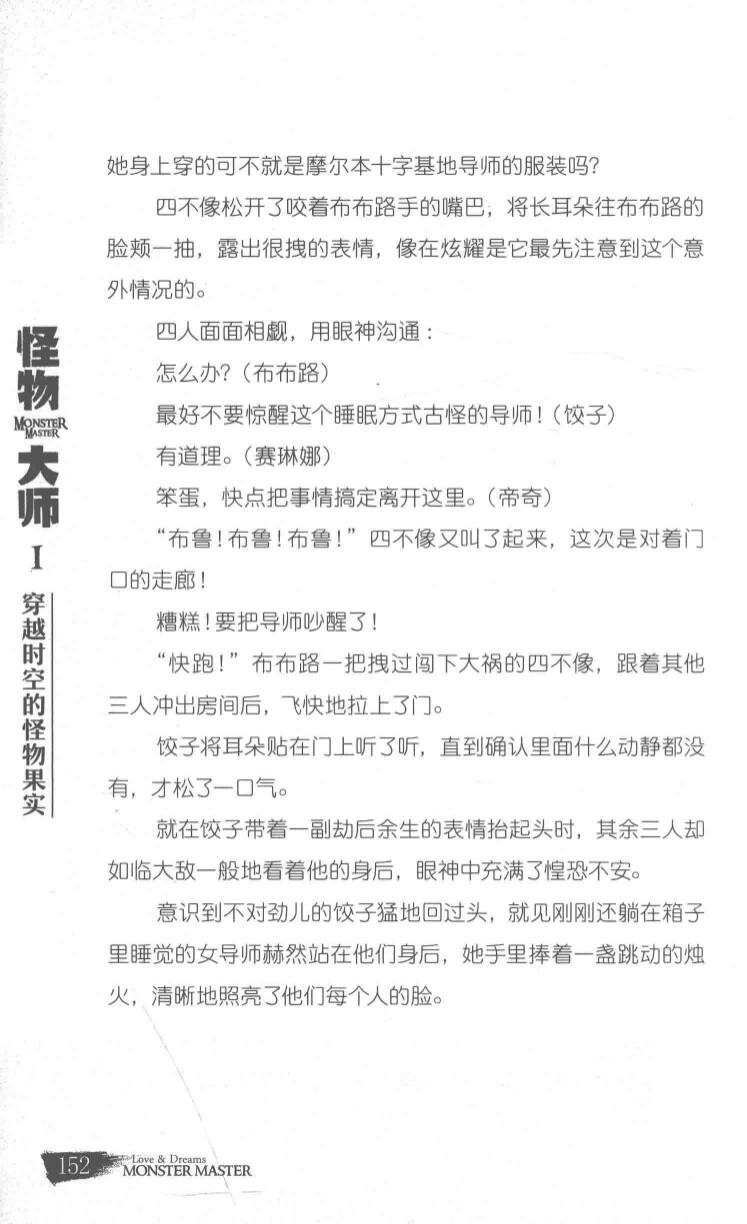 她身上穿的可不就是摩尔本十字基地导师的服装吗？
四不像松开了咬着布布路手的嘴巴，将长耳朵往布布路的
脸颊一抽，露出很拽的表情，像在炫耀是它最先注意到这个意
外情况的。
四人面面相觑，用眼神沟通：
怎么办？（布布路）
最好不要惊醒这个睡眠方式古怪的导师！（饺子）
有道理。（赛琳娜）
笨蛋，快点把事情搞定离开这里。（帝奇）
“布鲁！布鲁！布鲁！”四不像又叫了起来，这次是对着门
口的走廊！
糟糕！要把导师吵醒了！
“快跑！”布布路一把拽过闯下大祸的四不像，跟着其他
三人冲出房间后，飞快地拉上了门。
饺子将耳朵贴在门上听了听，直到确认里面什么动静都没
有，才松了一口气。
就在饺子带着一副劫后余生的表情抬起头时，其余三人却
如临大敌一般地看着他的身后，眼神中充满了惶恐不安。
意识到不对劲儿的饺子猛地回过头，就见刚刚还躺在箱子
里睡觉的女导师赫然站在他们身后，她手里捧着一盏跳动的烛
火，清晰地照亮了他们每个人的脸。
怪物
MONSTER
MASTER
大师
I
穿越时空的怪物果实
152
Love & Dreams
MONSTER MASTER